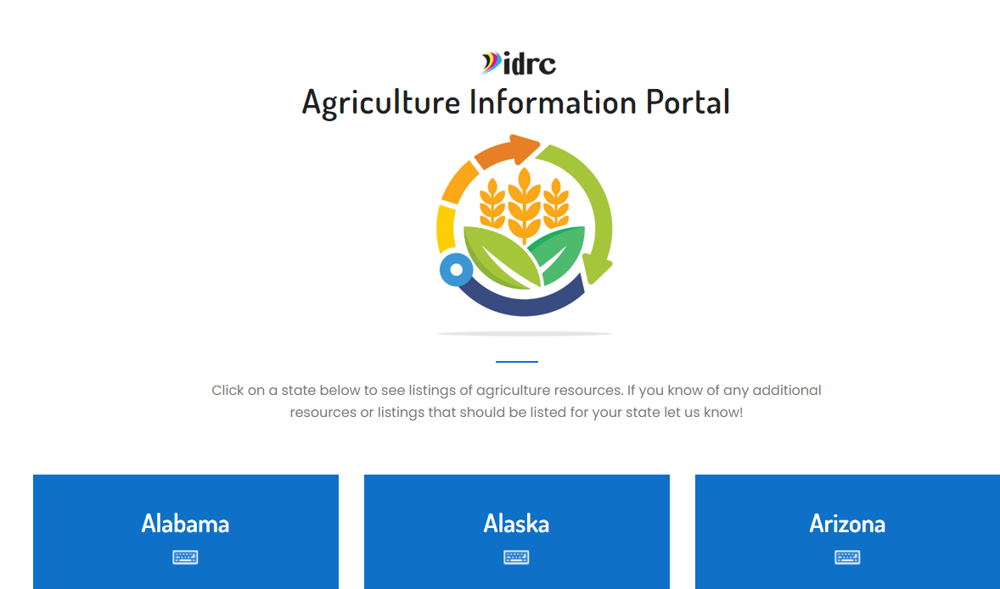 idrc
Agriculture Information Portal
Click on a state below to see listings of agriculture resources. If you know of any additional
resources or listings that should be listed for your state let us know!
Alabama
Alaska
Arizona